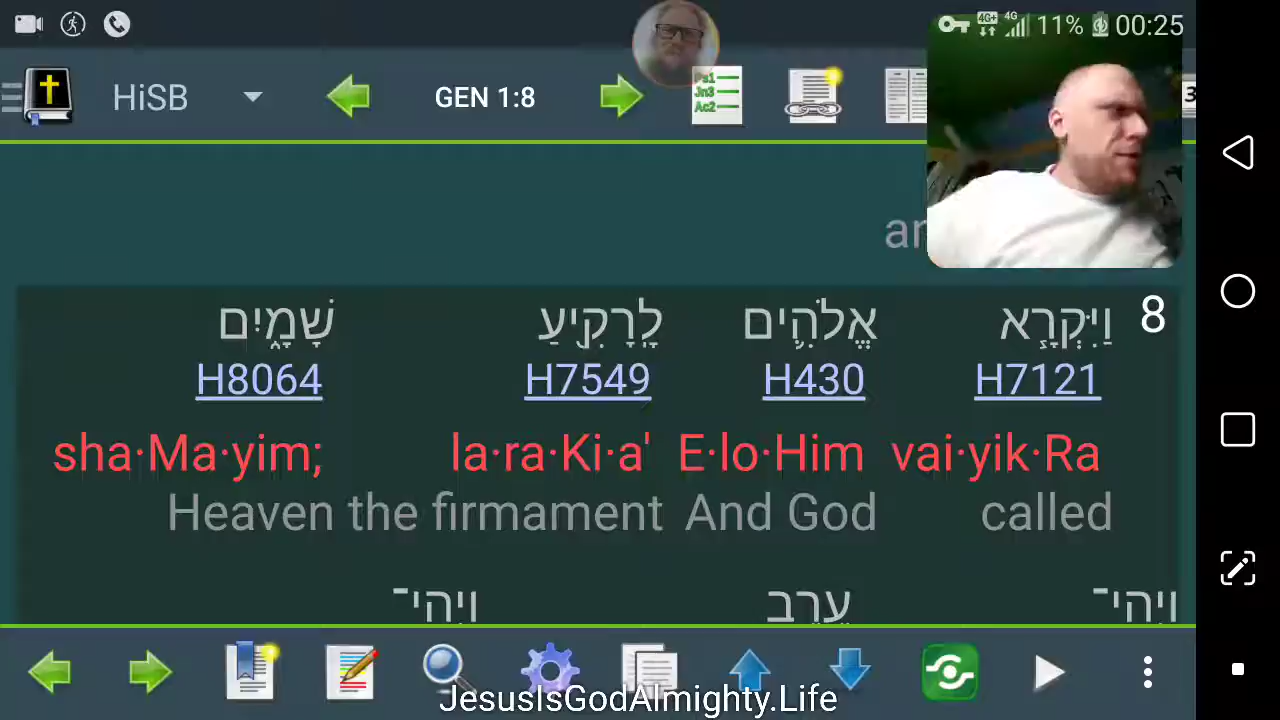 11% 00:25
HiSB GEN 1:8
an
8 וַיִּקְרָ֧א אֱלֹהִ֛ים לָֽרָקִ֖יעַ שָׁמָ֑יִם
H8064 H7549 H430 H7121
sha·Ma·yim; la·ra·Ki·a' E·lo·Him vai·yik·Ra
Heaven the firmament And God called
וַֽיְהִי־ עֶ֥רֶב וַֽיְהִי־
JesusIsGodAlmighty.Life